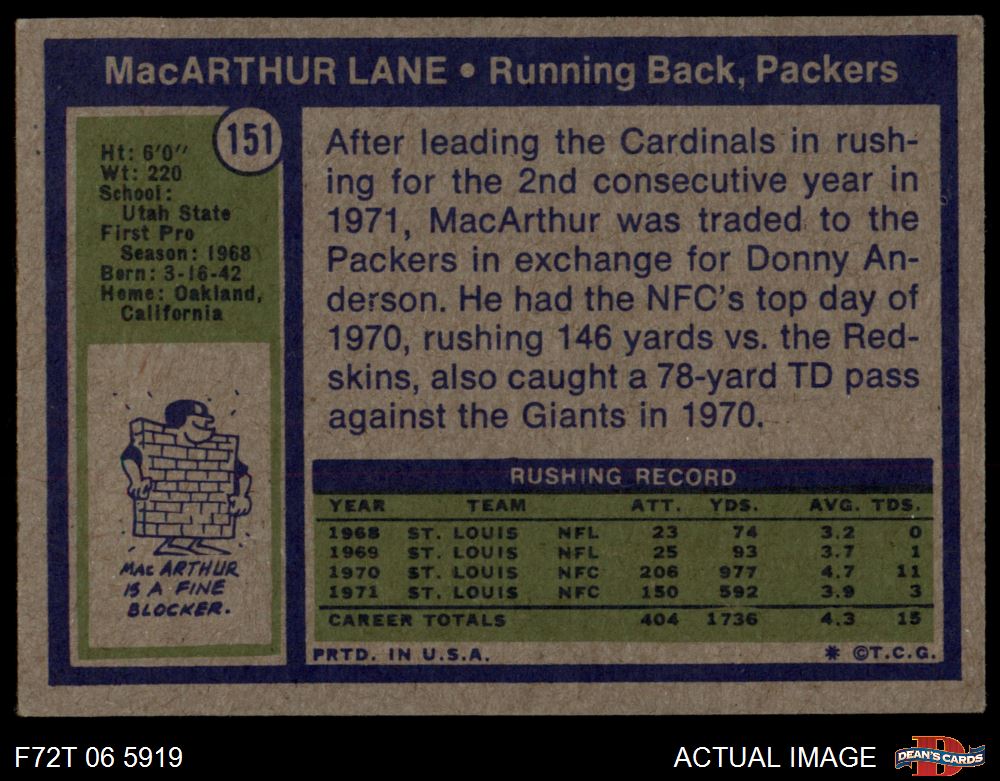 MacARTHUR LANE • Running Back, Packers
151
Ht: 6'0"
Wt: 220
School:
Utah State
First Pro
Season: 1968
Born: 3-16-42
Home: Oakland,
California
MAC ARTHUR
IS A FINE
BLOCKER.
After leading the Cardinals in rush-
ing for the 2nd consecutive year in
1971, MacArthur was traded to the
Packers in exchange for Donny An-
derson. He had the NFC's top day of
1970, rushing 146 yards vs. the Red-
skins, also caught a 78-yard TD pass
against the Giants in 1970.
RUSHING RECORD
YEAR TEAM ATT. YDS. AVG. TDS.
1968 ST. LOUIS NFL 23 74 3.2 0
1969 ST. LOUIS NFL 25 93 3.7 1
1970 ST. LOUIS NFC 206 977 4.7 11
1971 ST. LOUIS NFC 150 592 3.9 3
CAREER TOTALS 404 1736 4.3 15
PRTD. IN U.S.A. * ©T.C.G.
F72T 06 5919 ACTUAL IMAGE
D
DEAN'S CARDS